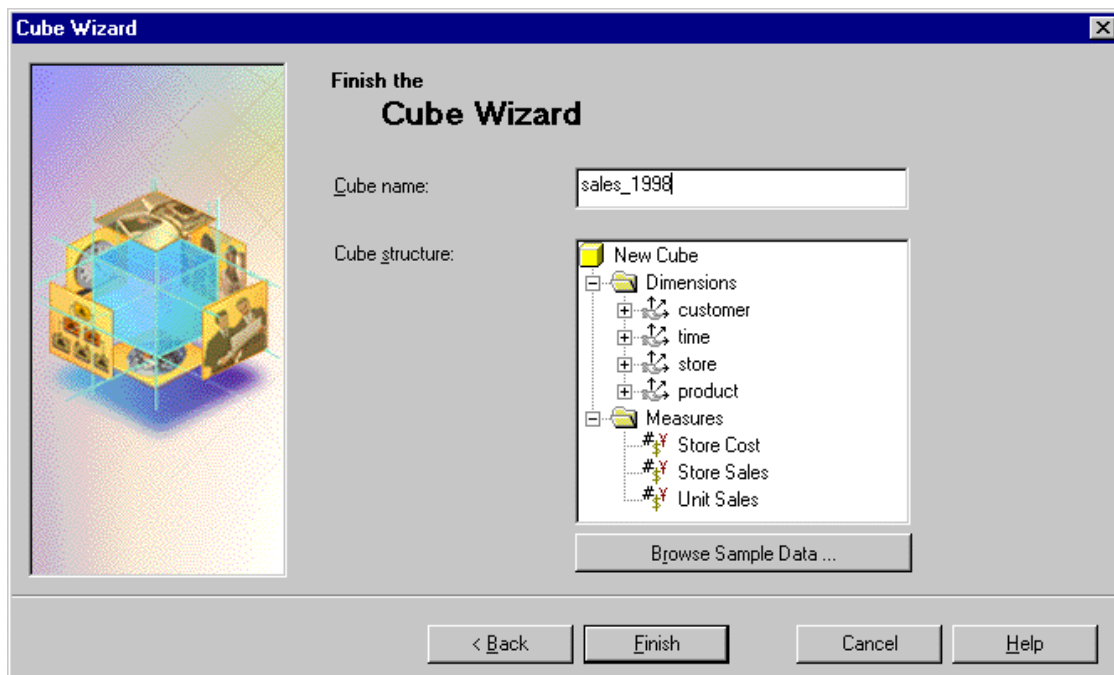 Cube Wizard
Finish the
Cube Wizard
Cube name:
sales_1998
Cube structure:
New Cube
Dimensions
customer
time
store
product
Measures
Store Cost
Store Sales
Unit Sales
Browse Sample Data ...
< Back
Finish
Cancel
Help